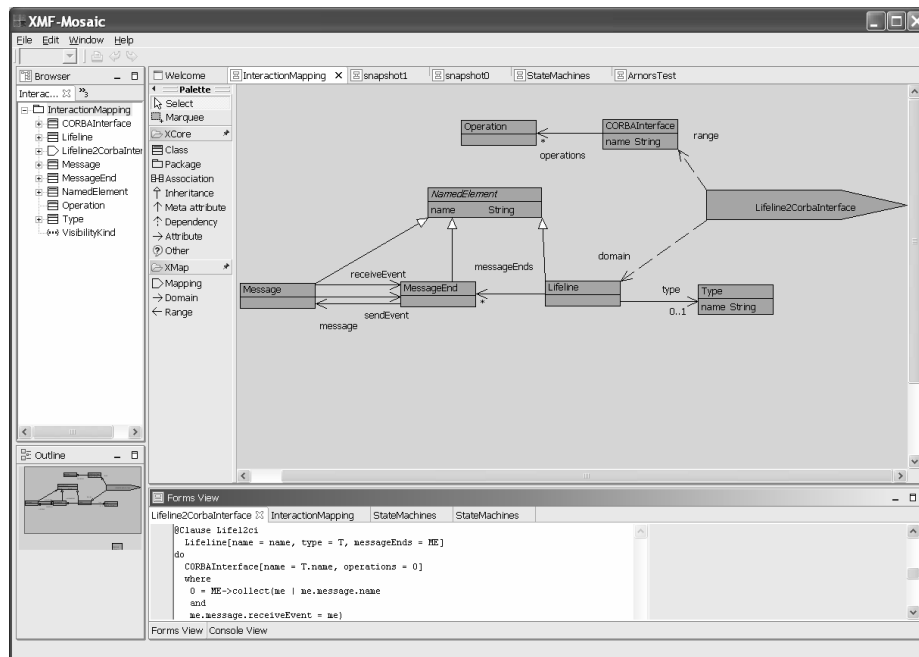 XMF-Mosaic
File Edit Window Help
Browser
Interac...
»3
InteractionMapping
CORBAInterface
Lifeline
Lifeline2CorbaInter
Message
MessageEnd
NamedElement
Operation
Type
VisibilityKind
Outline
Welcome
InteractionMapping
snapshot1
snapshot0
StateMachines
ArnorsTest
Palette
Select
Marquee
XCore
Class
Package
Association
Inheritance
Meta attribute
Dependency
Attribute
Other
XMap
Mapping
Domain
Range
Operation
*
operations
CORBAInterface
name String
range
NamedElement
name String
Lifeline2CorbaInterface
domain
messageEnds
receiveEvent
Message
MessageEnd
*
Lifeline
type
0..1
Type
name String
sendEvent
message
Forms View
Lifeline2CorbaInterface InteractionMapping StateMachines StateMachines
@Clause Lifel2ci
Lifeline[name = name, type = T, messageEnds = ME]
do
CORBAInterface[name = T.name, operations = O]
where
O = ME->collect(me | me.message.name
and
me.message.receiveEvent = me)
Forms View Console View